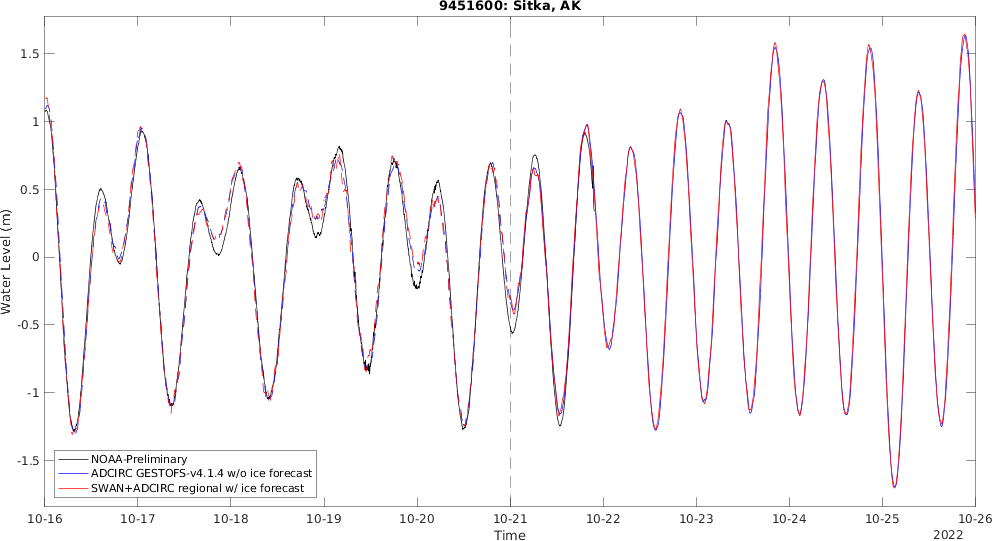 9451600: Sitka, AK
Water Level (m)
1.5
1
0.5
0
-0.5
-1
-1.5
NOAA-Preliminary
ADCIRC GESTOFS-v4.1.4 w/o ice forecast
SWAN+ADCIRC regional w/ ice forecast
10-16 10-17 10-18 10-19 10-20 10-21 10-22 10-23 10-24 10-25 10-26
Time
2022